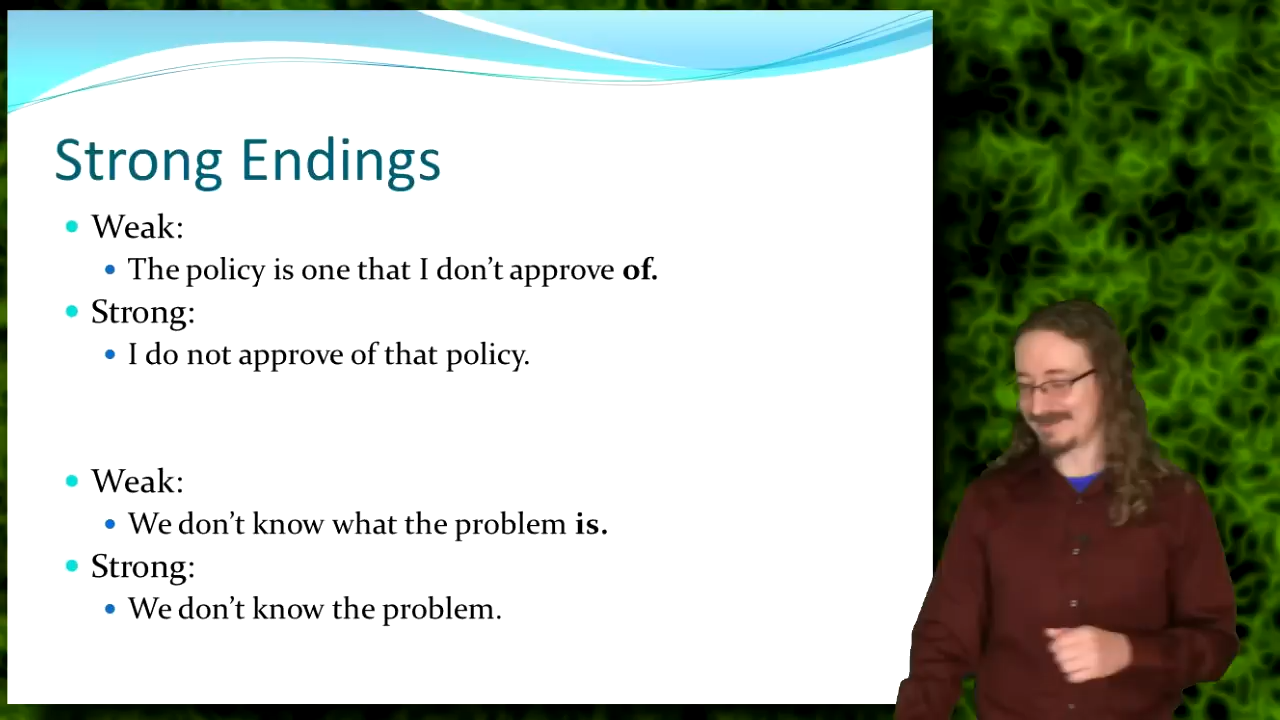 Strong Endings
Weak:
The policy is one that I don’t approve of.
Strong:
I do not approve of that policy.
Weak:
We don’t know what the problem is.
Strong:
We don’t know the problem.